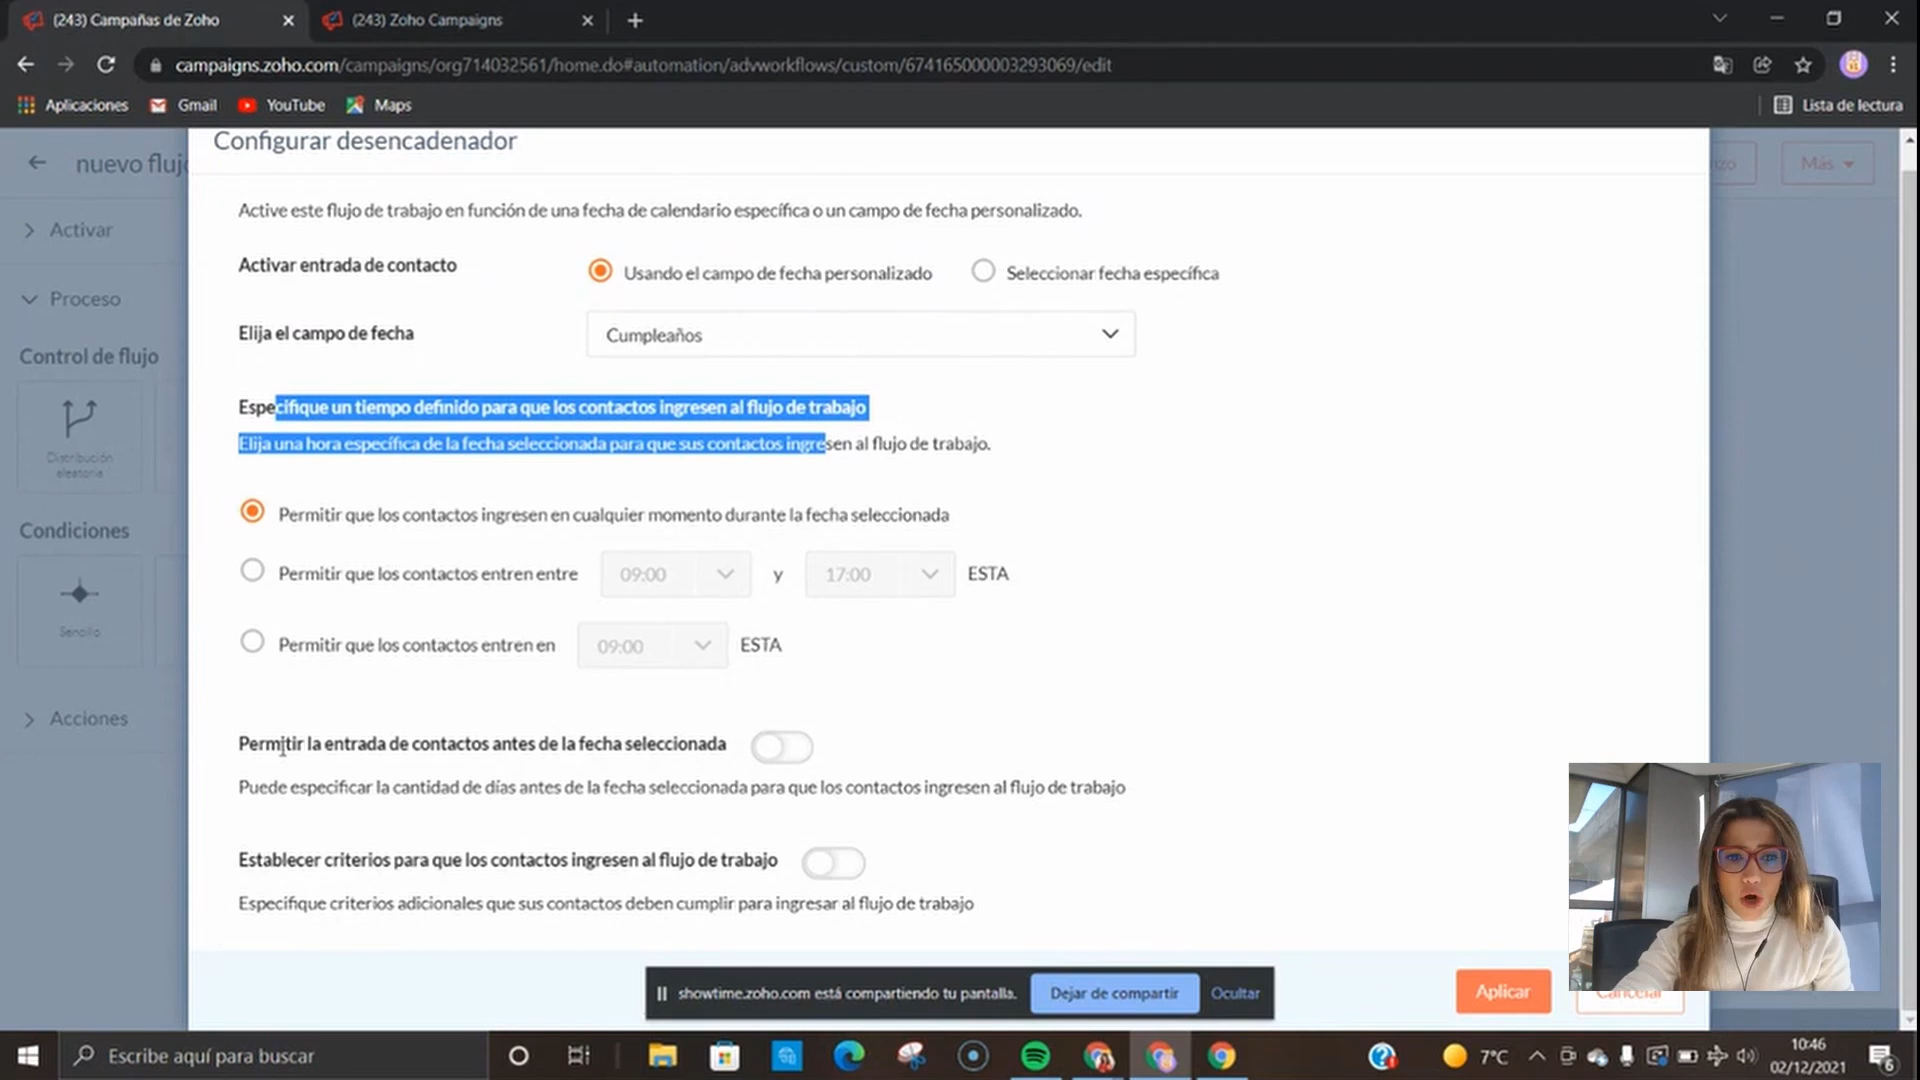 (243) Campañas de Zoho
(243) Zoho Campaigns
campaigns.zoho.com/campaigns/org714032561/home.do#automation/advworkflows/custom/674165000003293069/edit
Aplicaciones Gmail YouTube Maps Lista de lectura
nuevo flujo
Más
Configurar desencadenador
Active este flujo de trabajo en función de una fecha de calendario específica o un campo de fecha personalizado.
Activar
Activar entrada de contacto
Usando el campo de fecha personalizado
Seleccionar fecha específica
Proceso
Elija el campo de fecha
Cumpleaños
Control de flujo
Distribución
aleatoria
Especifique un tiempo definido para que los contactos ingresen al flujo de trabajo
Elija una hora específica de la fecha seleccionada para que sus contactos ingresen al flujo de trabajo.
Permitir que los contactos ingresen en cualquier momento durante la fecha seleccionada
Condiciones
Sencillo
Permitir que los contactos entren entre 09:00 y 17:00 ESTA
Permitir que los contactos entren en 09:00 ESTA
Acciones
Permitir la entrada de contactos antes de la fecha seleccionada
Puede especificar la cantidad de días antes de la fecha seleccionada para que los contactos ingresen al flujo de trabajo
Establecer criterios para que los contactos ingresen al flujo de trabajo
Especifique criterios adicionales que sus contactos deben cumplir para ingresar al flujo de trabajo
showtime.zoho.com está compartiendo tu pantalla. Dejar de compartir Ocultar
Aplicar
Cancelar
Escribe aquí para buscar
7°C
10:46
02/12/2021
6